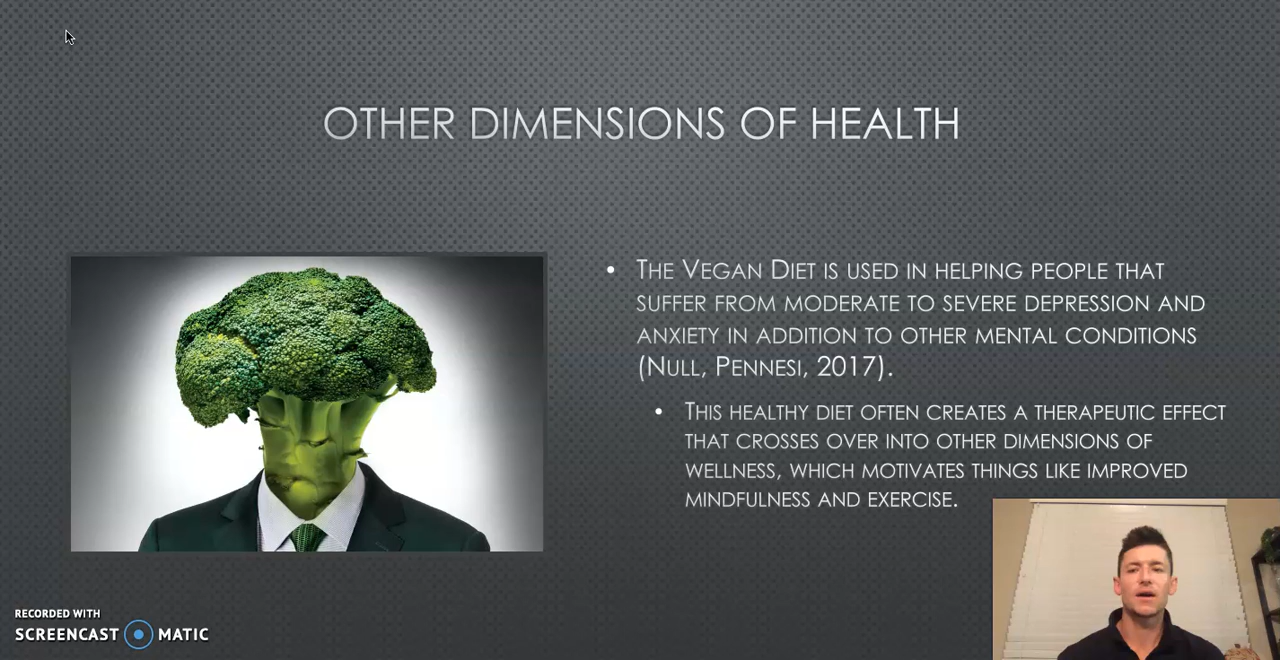 OTHER DIMENSIONS OF HEALTH
• THE VEGAN DIET IS USED IN HELPING PEOPLE THAT
SUFFER FROM MODERATE TO SEVERE DEPRESSION AND
ANXIETY IN ADDITION TO OTHER MENTAL CONDITIONS
(NULL, PENNESI, 2017).
• THIS HEALTHY DIET OFTEN CREATES A THERAPEUTIC EFFECT
THAT CROSSES OVER INTO OTHER DIMENSIONS OF
WELLNESS, WHICH MOTIVATES THINGS LIKE IMPROVED
MINDFULNESS AND EXERCISE.
RECORDED WITH
SCREENCAST MATIC